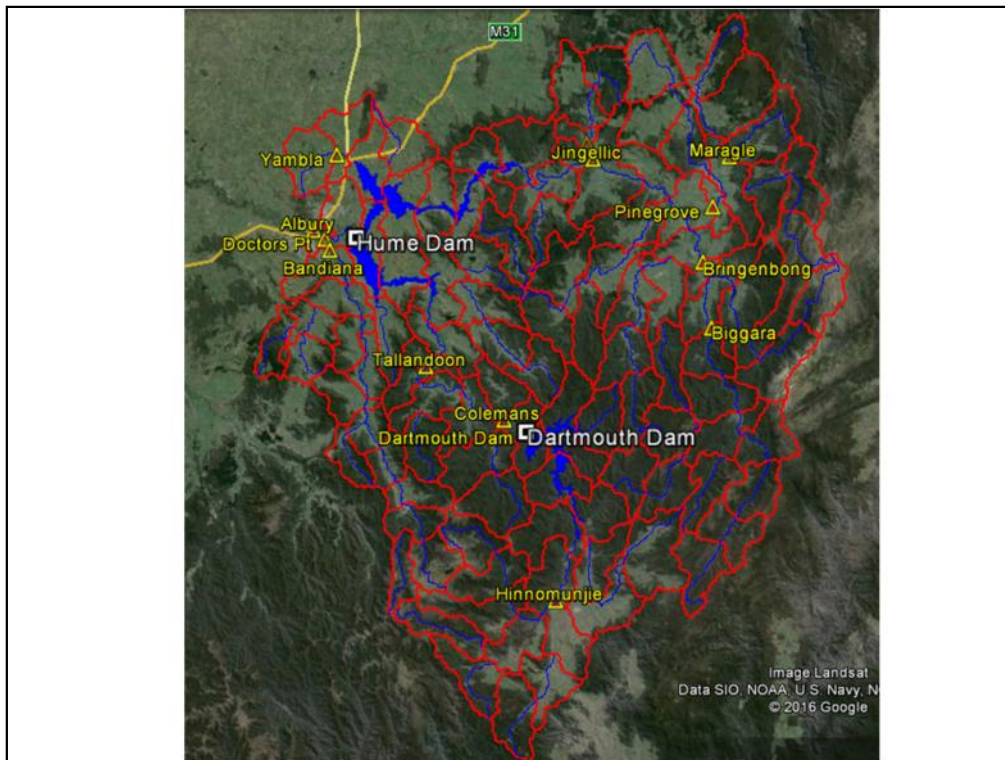 M31
Yambla
Jingellic
Maragle
Pinegrove
Albury
Doctors Pt
Hume Dam
Bandiana
Bringenbong
Biggara
Tallandoon
Colemans
Dartmouth Dam
Dartmouth Dam
Hinnomunjie
Image Landsat
Data SIO, NOAA, U.S. Navy, N
© 2016 Google